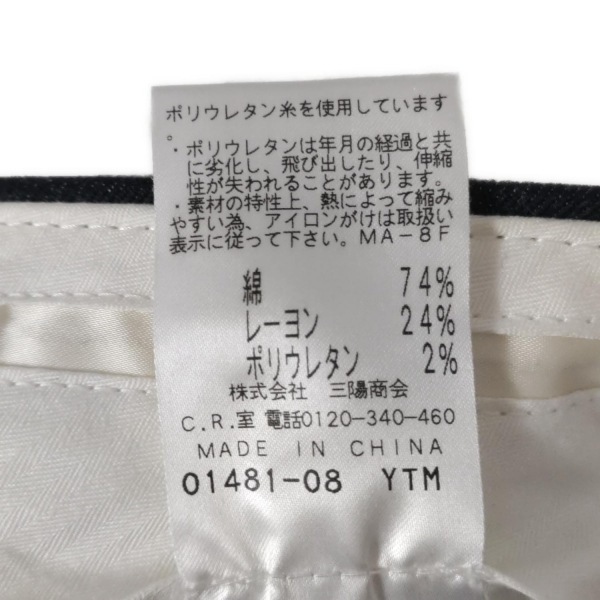 ポリウレタン糸を使用しています
。
・ポリウレタンは年月の経過と共
に劣化し、飛び出したり、伸縮
性が失われることがあります。
・素材の特性上、熱によって縮み
やすい為、アイロンがけは取扱い
表示に従って下さい。MA-8F
綿 74%
レーヨン 24%
ポリウレタン 2%
株式会社 三陽商会
C.R.室 電話0120-340-460
MADE IN CHINA
01481-08 YTM